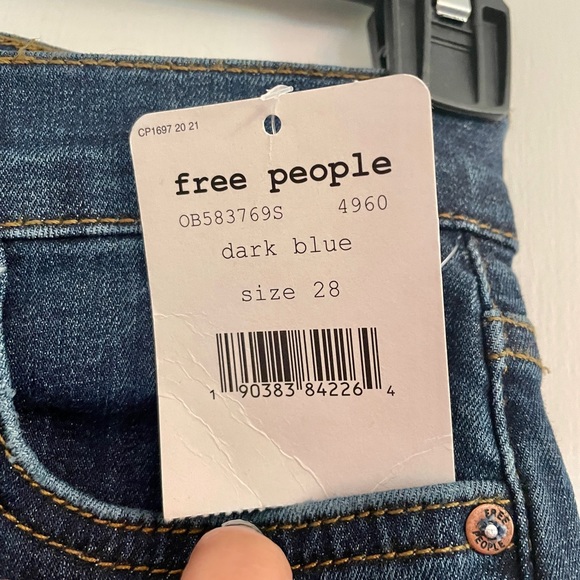 CP1697 20 21
free people
OB583769S 4960
dark blue
size 28
1 90383 84226 4
FREE
PEOPLE